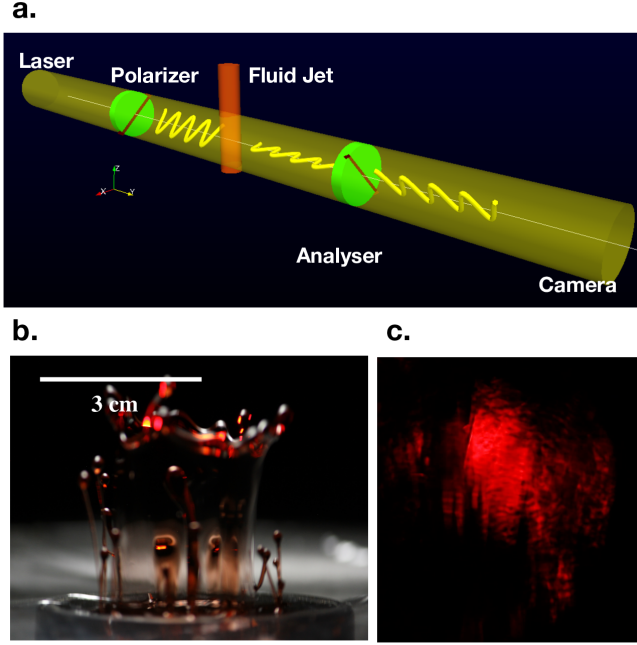 a.
Laser
Polarizer
Fluid Jet
Z
X
Y
Analyser
Camera
b.
c.
3 cm